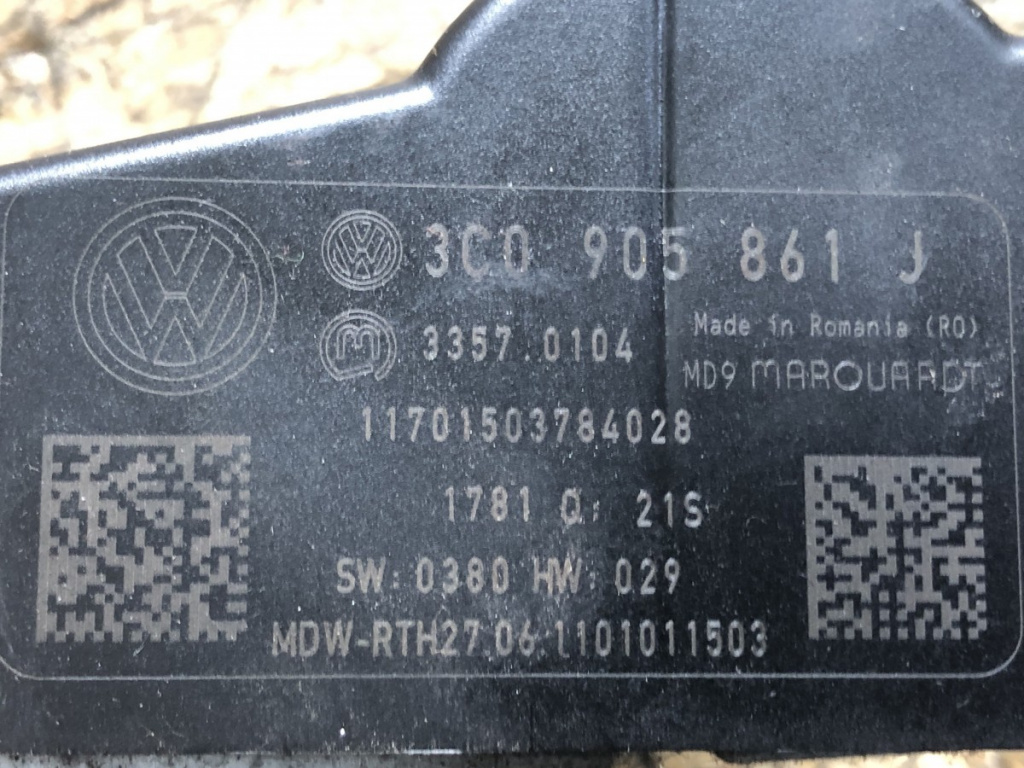 3C0 905 861 J
3357.0104
Made in Romania (RO)
MD9 MARQUARDT
11701503784028
1781 Q: 21S
SW: 0380 HW: 029
MDW-RTH27.06.1101011503